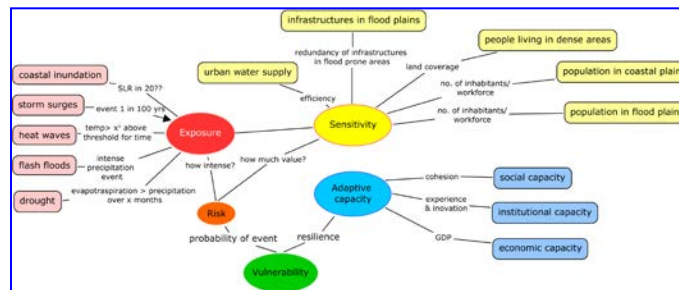 infrastructures in flood plains
redundancy of infrastructures
in flood prone areas
people living in dense areas
land coverage
coastal inundation
SLR in 20??
urban water supply
efficiency
population in coastal plain
no. of inhabitants/
workforce
storm surges
event 1 in 100 yrs
Exposure
Sensitivity
no. of inhabitants/
workforce
population in flood plain
heat waves
temp> x° above
threshold for time
flash floods
intense
precipitation
event
how intense?
how much value?
drought
evapotraspiration > precipitation
over x months
Adaptive
capacity
cohesion
social capacity
experience
& inovation
institutional capacity
GDP
economic capacity
Risk
probability of event
resilience
Vulnerability